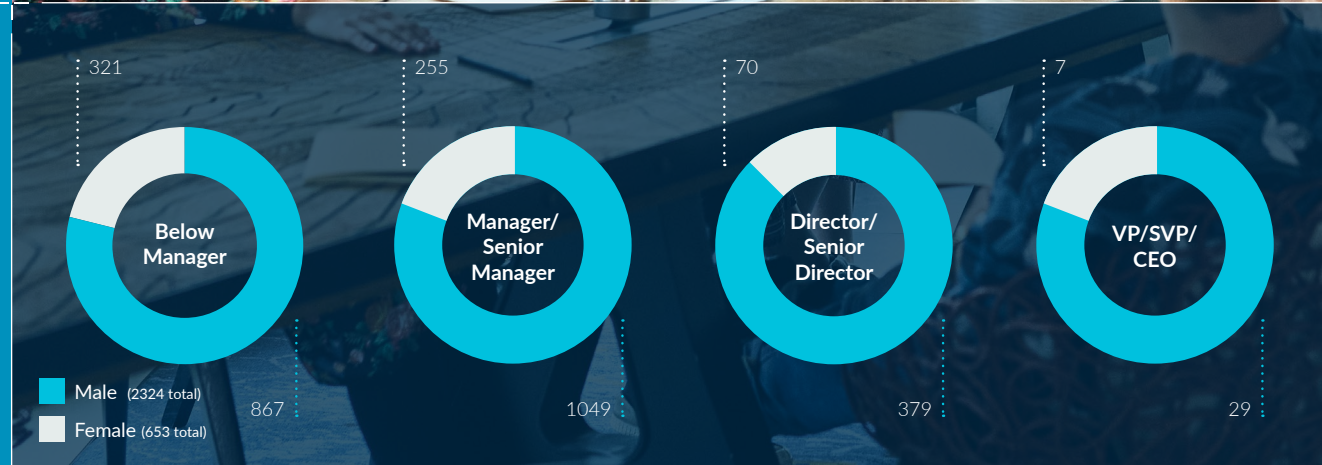 321
255
70
7
Below
Manager
Manager/
Senior
Manager
Director/
Senior
Director
VP/SVP/
CEO
867
1049
379
29
Male (2324 total)
Female (653 total)